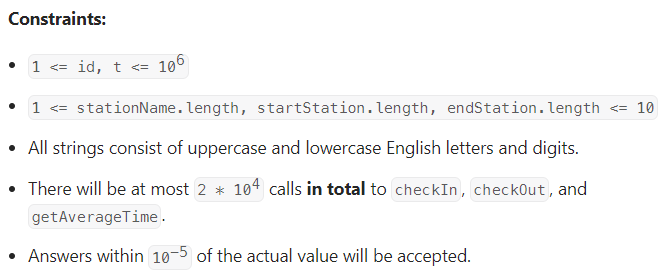 Constraints:
• 1 <= id, t <= 10^6
• 1 <= stationName.length, startStation.length, endStation.length <= 10
• All strings consist of uppercase and lowercase English letters and digits.
• There will be at most 2 * 10^4 calls in total to checkIn, checkOut, and
getAverageTime.
• Answers within 10^-5 of the actual value will be accepted.